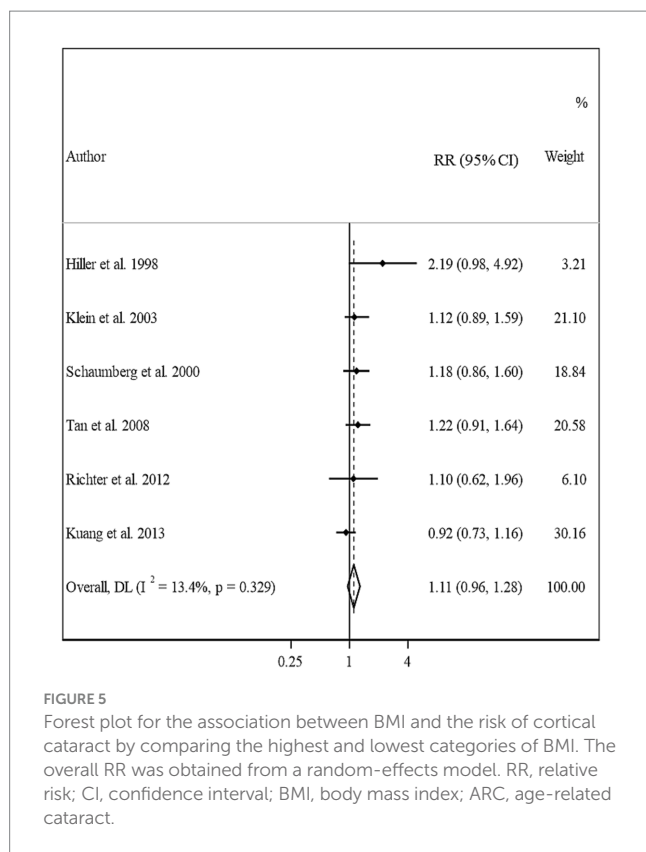 %
Author RR (95% CI) Weight
Hiller et al. 1998 2.19 (0.98, 4.92) 3.21
Klein et al. 2003 1.12 (0.89, 1.59) 21.10
Schaumberg et al. 2000 1.18 (0.86, 1.60) 18.84
Tan et al. 2008 1.22 (0.91, 1.64) 20.58
Richter et al. 2012 1.10 (0.62, 1.96) 6.10
Kuang et al. 2013 0.92 (0.73, 1.16) 30.16
Overall, DL (I² = 13.4%, p = 0.329) 1.11 (0.96, 1.28) 100.00
0.25 1 4
FIGURE 5
Forest plot for the association between BMI and the risk of cortical
cataract by comparing the highest and lowest categories of BMI. The
overall RR was obtained from a random-effects model. RR, relative
risk; CI, confidence interval; BMI, body mass index; ARC, age-related
cataract.